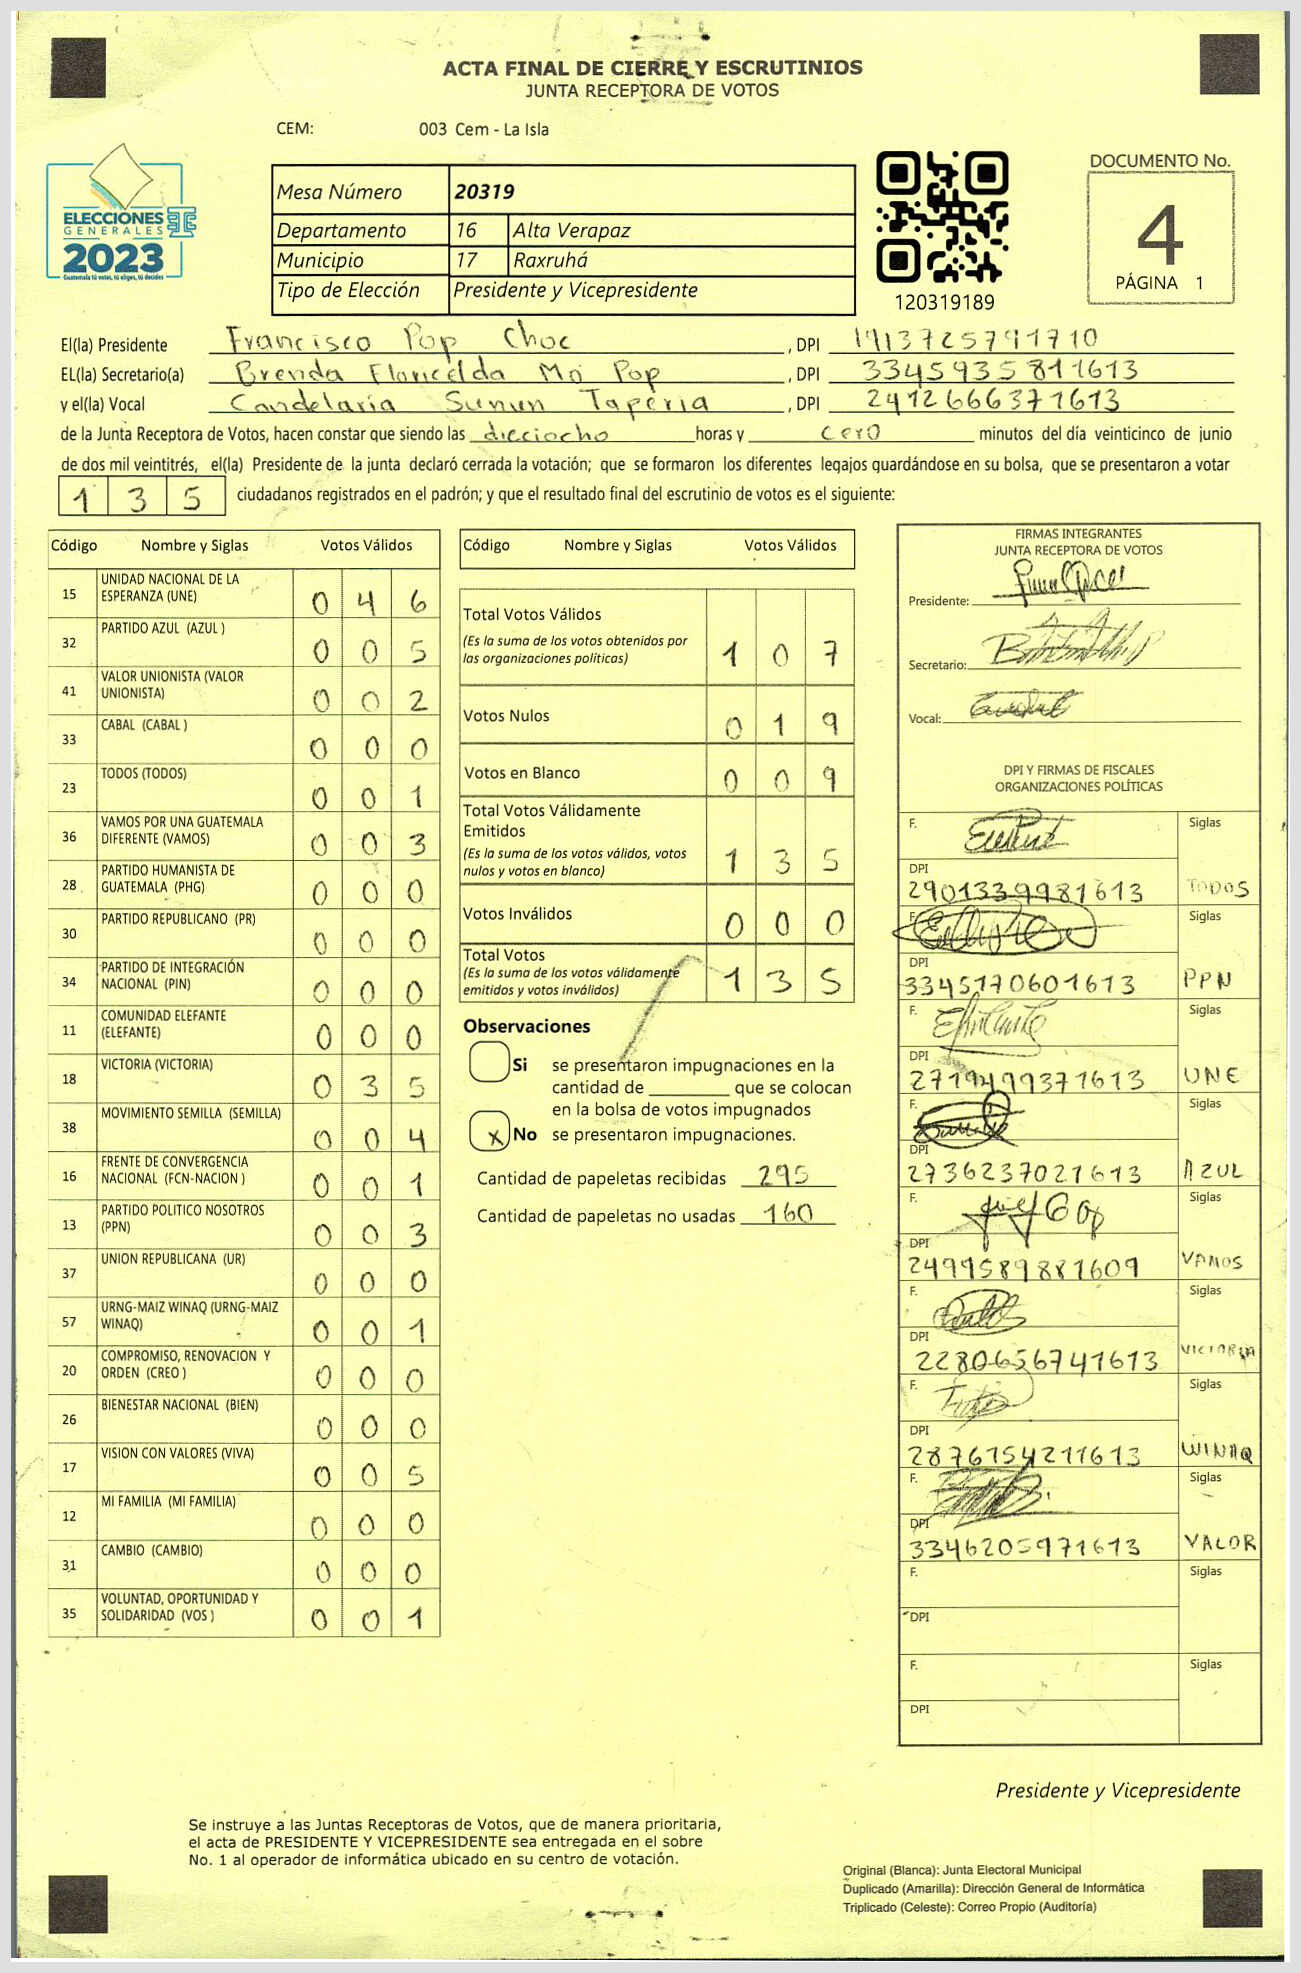 ACTA FINAL DE CIERRE Y ESCRUTINIOS
JUNTA RECEPTORA DE VOTOS
CEM: 003 Cem - La Isla
ELECCIONES
GENERALES
2023
Guatemala tú votas, tú eliges, tú decides
Mesa Número 20319
Departamento 16 Alta Verapaz
Municipio 17 Raxruhá
Tipo de Elección Presidente y Vicepresidente
120319189
DOCUMENTO No.
4
PÁGINA 1
El(la) Presidente Francisco Pop Choc , DPI 1913725791710
EL(la) Secretario(a) Brenda Floricelda Mo Pop , DPI 3345935811613
y el(la) Vocal Candelaria Sunun Taperia , DPI 2412666371613
de la Junta Receptora de Votos, hacen constar que siendo las dieciocho horas y cero minutos del día veinticinco de junio
de dos mil veintitrés, el(la) Presidente de la junta declaró cerrada la votación; que se formaron los diferentes legajos guardándose en su bolsa, que se presentaron a votar
135 ciudadanos registrados en el padrón; y que el resultado final del escrutinio de votos es el siguiente:
Código Nombre y Siglas Votos Válidos
15 UNIDAD NACIONAL DE LA
ESPERANZA (UNE) 0 4 6
32 PARTIDO AZUL (AZUL ) 0 0 5
41 VALOR UNIONISTA (VALOR
UNIONISTA) 0 0 2
33 CABAL (CABAL ) 0 0 0
23 TODOS (TODOS) 0 0 1
36 VAMOS POR UNA GUATEMALA
DIFERENTE (VAMOS) 0 0 3
28 PARTIDO HUMANISTA DE
GUATEMALA (PHG) 0 0 0
30 PARTIDO REPUBLICANO (PR) 0 0 0
34 PARTIDO DE INTEGRACIÓN
NACIONAL (PIN) 0 0 0
11 COMUNIDAD ELEFANTE
(ELEFANTE) 0 0 0
18 VICTORIA (VICTORIA) 0 3 5
38 MOVIMIENTO SEMILLA (SEMILLA) 0 0 4
16 FRENTE DE CONVERGENCIA
NACIONAL (FCN-NACION ) 0 0 1
13 PARTIDO POLITICO NOSOTROS
(PPN) 0 0 3
37 UNION REPUBLICANA (UR) 0 0 0
57 URNG-MAIZ WINAQ (URNG-MAIZ
WINAQ) 0 0 1
20 COMPROMISO, RENOVACION Y
ORDEN (CREO ) 0 0 0
26 BIENESTAR NACIONAL (BIEN) 0 0 0
17 VISION CON VALORES (VIVA) 0 0 5
12 MI FAMILIA (MI FAMILIA) 0 0 0
31 CAMBIO (CAMBIO) 0 0 0
35 VOLUNTAD, OPORTUNIDAD Y
SOLIDARIDAD (VOS ) 0 0 1
Código Nombre y Siglas Votos Válidos
Total Votos Válidos
(Es la suma de los votos obtenidos por
las organizaciones políticas) 1 0 7
Votos Nulos 0 1 9
Votos en Blanco 0 0 9
Total Votos Válidamente
Emitidos
(Es la suma de los votos válidos, votos
nulos y votos en blanco) 1 3 5
Votos Inválidos 0 0 0
Total Votos
(Es la suma de los votos válidamente
emitidos y votos inválidos) 1 3 5
Observaciones
Si se presentaron impugnaciones en la
cantidad de ________ que se colocan
en la bolsa de votos impugnados
x No se presentaron impugnaciones.
Cantidad de papeletas recibidas 295
Cantidad de papeletas no usadas 160
FIRMAS INTEGRANTES
JUNTA RECEPTORA DE VOTOS
Presidente:
Secretario:
Vocal:
DPI Y FIRMAS DE FISCALES
ORGANIZACIONES POLÍTICAS
F. Siglas
DPI
2901339981613 TODOS
F. Siglas
DPI
3345170601613 PPN
F. Siglas
DPI
2719499371613 UNE
F. Siglas
DPI
2736237021613 AZUL
F. Siglas
DPI
2499589881609 VAMOS
F. Siglas
DPI
2280656741613 VICTORIA
F. Siglas
DPI
2876154211613 WINAQ
F. Siglas
DPI
3346205971613 VALOR
F. Siglas
DPI
F. Siglas
DPI
Presidente y Vicepresidente
Se instruye a las Juntas Receptoras de Votos, que de manera prioritaria,
el acta de PRESIDENTE Y VICEPRESIDENTE sea entregada en el sobre
No. 1 al operador de informática ubicado en su centro de votación.
Original (Blanca): Junta Electoral Municipal
Duplicado (Amarilla): Dirección General de Informática
Triplicado (Celeste): Correo Propio (Auditoría)